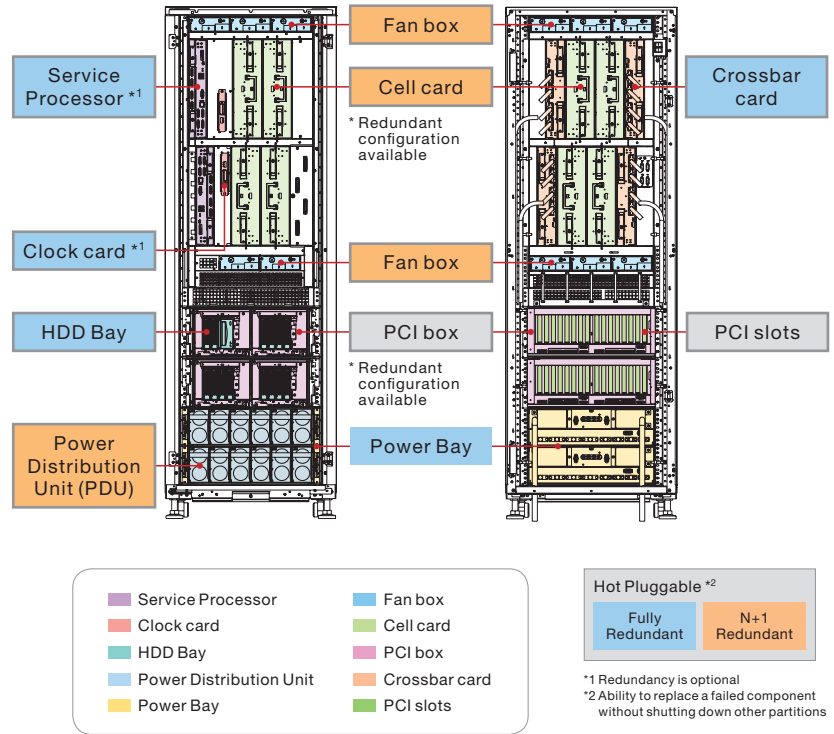 Fan box
Service
Processor *1
Cell card
Crossbar
card
* Redundant
configuration
available
Clock card *1
Fan box
HDD Bay
PCI box
PCI slots
* Redundant
configuration
available
Power
Distribution
Unit (PDU)
Power Bay
Service Processor
Clock card
HDD Bay
Power Distribution Unit
Power Bay
Fan box
Cell card
PCI box
Crossbar card
PCI slots
Hot Pluggable *2
Fully
Redundant
N+1
Redundant
*1 Redundancy is optional
*2 Ability to replace a failed component
without shutting down other partitions